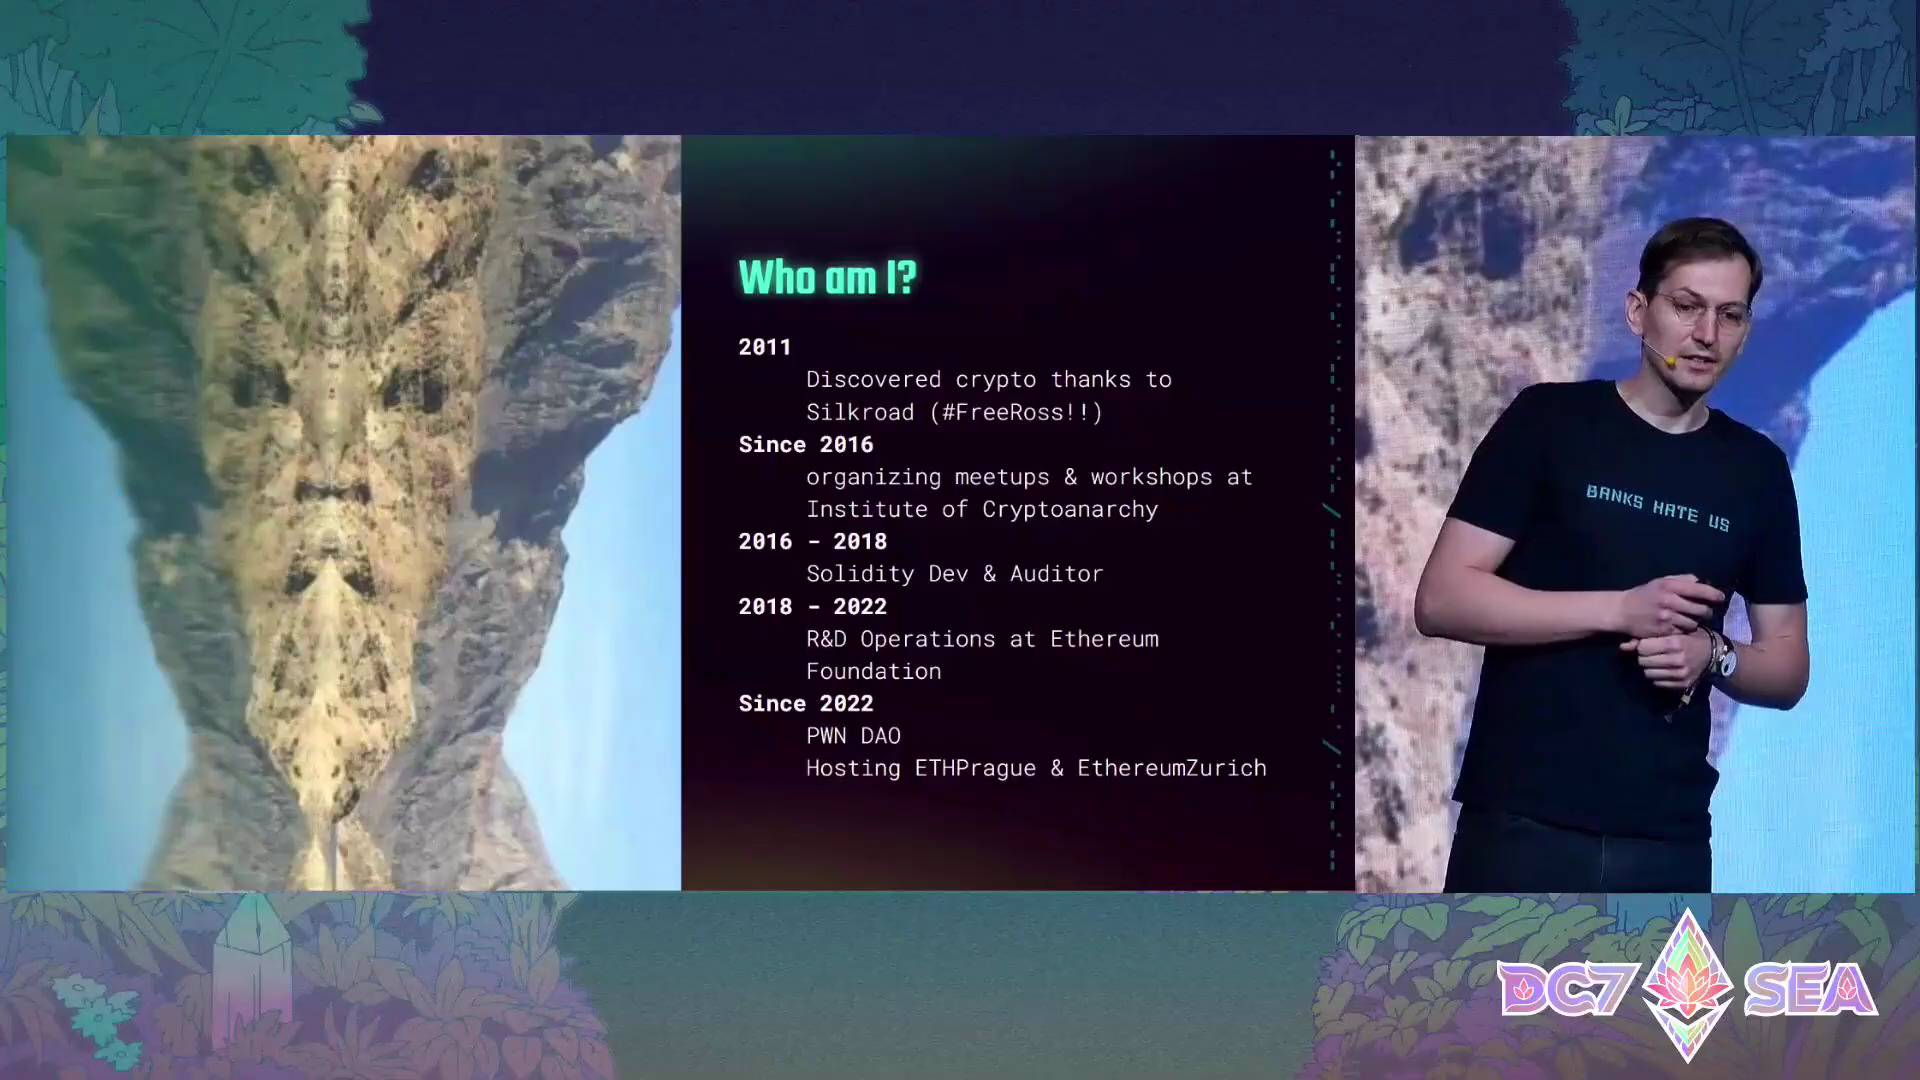 Who am I?
2011
Discovered crypto thanks to
Silkroad (#FreeRoss!!)
Since 2016
organizing meetups & workshops at
Institute of Cryptoanarchy
2016 - 2018
Solidity Dev & Auditor
2018 - 2022
R&D Operations at Ethereum
Foundation
Since 2022
PWN DAO
Hosting ETHPrague & EthereumZurich
BANKS HATE US
DC7 SEA